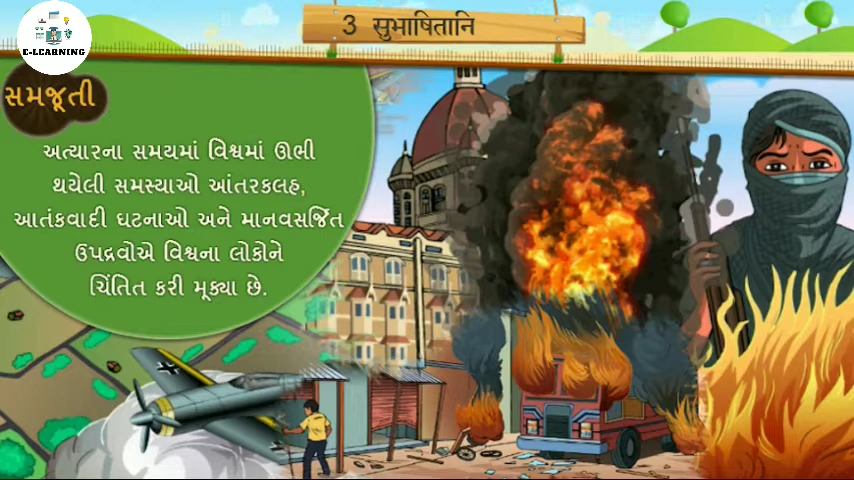 E-LCARNING
3 सुभाषितानि
સમજૂતી
અત્યારના સમયમાં વિશ્વમાં ઊભી
થયેલી સમસ્યાઓ આંતરકલહ,
આતંકવાદી ઘટનાઓ અને માનવસર્જિત
ઉપદ્રવોએ વિશ્વના લોકોને
ચિંતિત કરી મૂક્યા છે.